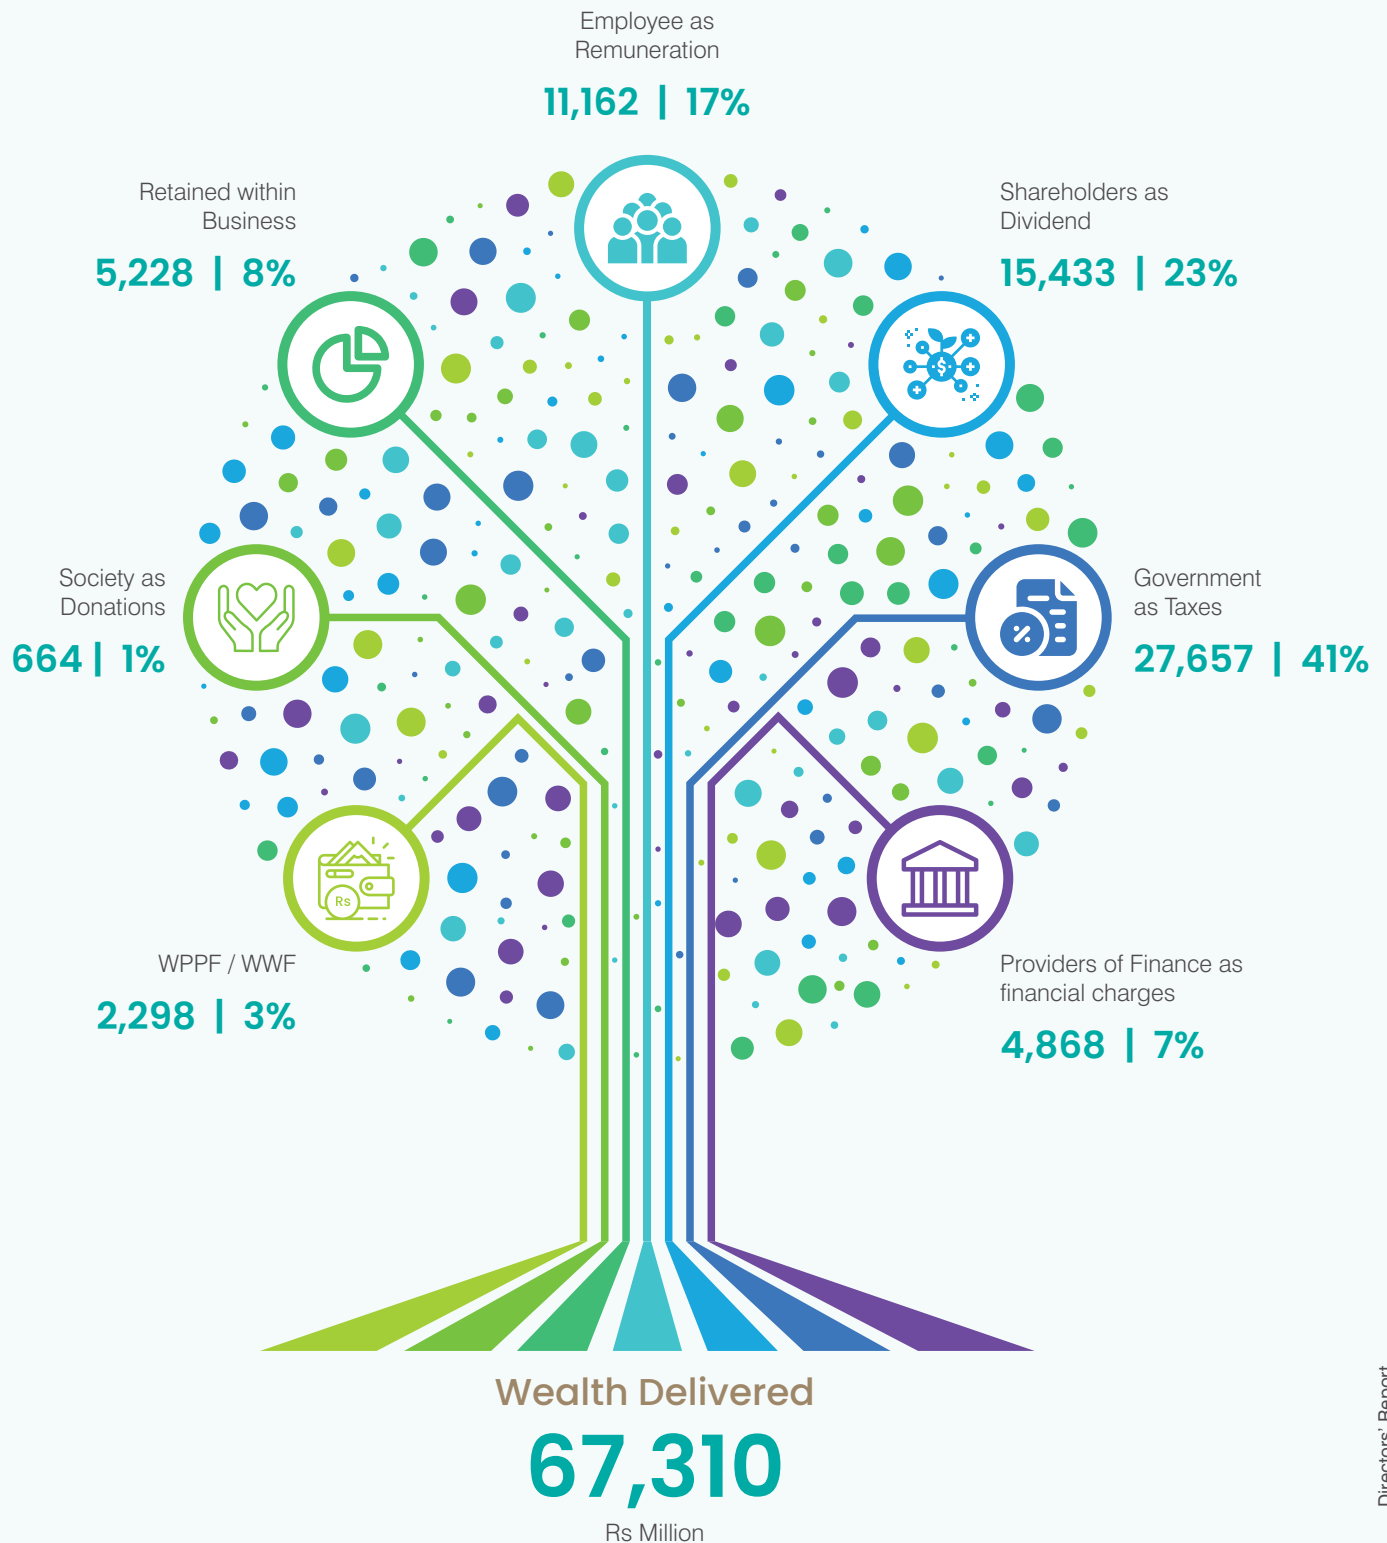 Employee as
Remuneration
11,162 | 17%
Retained within
Business
5,228 | 8%
Shareholders as
Dividend
15,433 | 23%
Society as
Donations
664 | 1%
Government
as Taxes
27,657 | 41%
Rs
WPPF / WWF
2,298 | 3%
Providers of Finance as
financial charges
4,868 | 7%
Wealth Delivered
67,310
Rs Million
Directors' Report